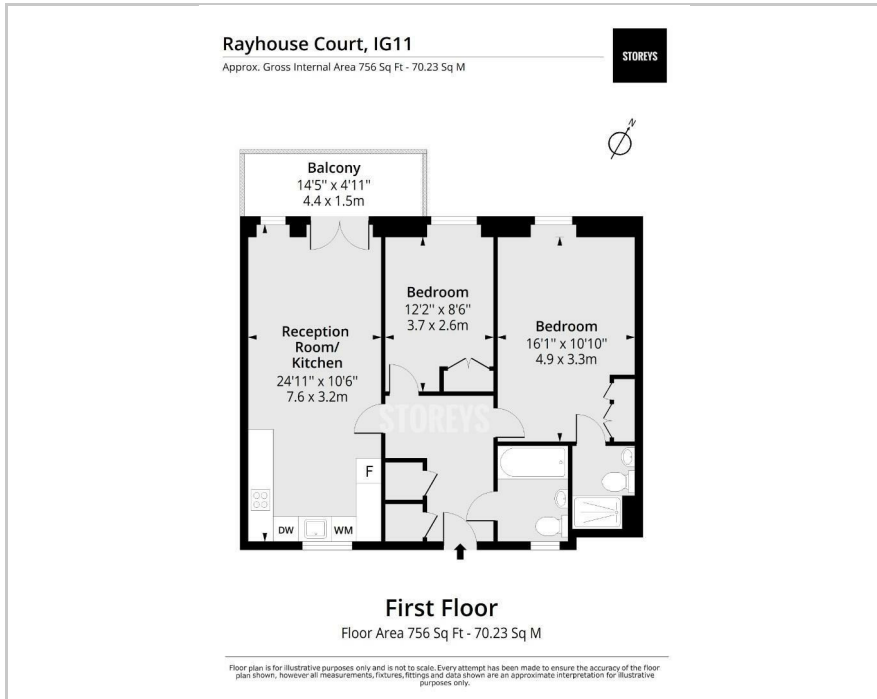 Rayhouse Court, IG11
Approx. Gross Internal Area 756 Sq Ft - 70.23 Sq M
STOREYS
N
Balcony
14'5" x 4'11"
4.4 x 1.5m
Bedroom
12'2" x 8'6"
3.7 x 2.6m
Bedroom
16'1" x 10'10"
4.9 x 3.3m
Reception
Room/
Kitchen
24'11" x 10'6"
7.6 x 3.2m
STOREYS
F
DW
WM
First Floor
Floor Area 756 Sq Ft - 70.23 Sq M
Floor plan is for illustrative purposes only and is not to scale. Every attempt has been made to ensure the accuracy of the floor
plan shown, however all measurements, fixtures, fittings and data shown are an approximate interpretation for illustrative
purposes only.